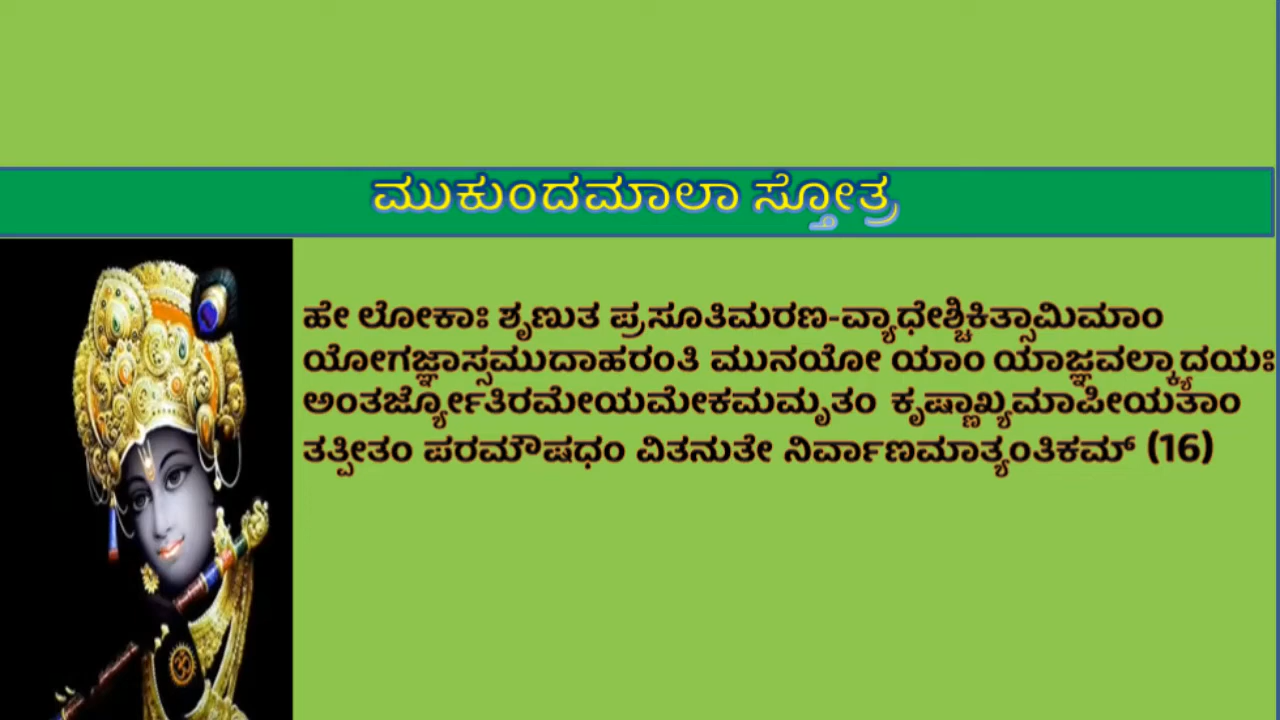 ಮುಕುಂದಮಾಲಾ ಸ್ತೋತ್ರ
ಹೇ ಲೋಕಾಃ ಶೃಣುತ ಪ್ರಸೂತಿಮರಣ-ವ್ಯಾಧೇಶ್ಚಿಕಿತ್ಸಾಮಿಮಾಂ
ಯೋಗಜ್ಞಾಸ್ಸಮುದಾಹರಂತಿ ಮುನಯೋ ಯಾಂ ಯಾಜ್ಞವಲ್ಕ್ಯಾದಯಃ
ಅಂತರ್ಜ್ಯೋತಿರಮೇಯಮೇಕಮಮೃತಂ ಕೃಷ್ಣಾಖ್ಯಮಾಪೀಯತಾಂ
ತತ್ಪೀತಂ ಪರಮೌಷಧಂ ವಿತನುತೇ ನಿರ್ವಾಣಮಾತ್ಯಂತಿಕಮ್ (16)
ॐ